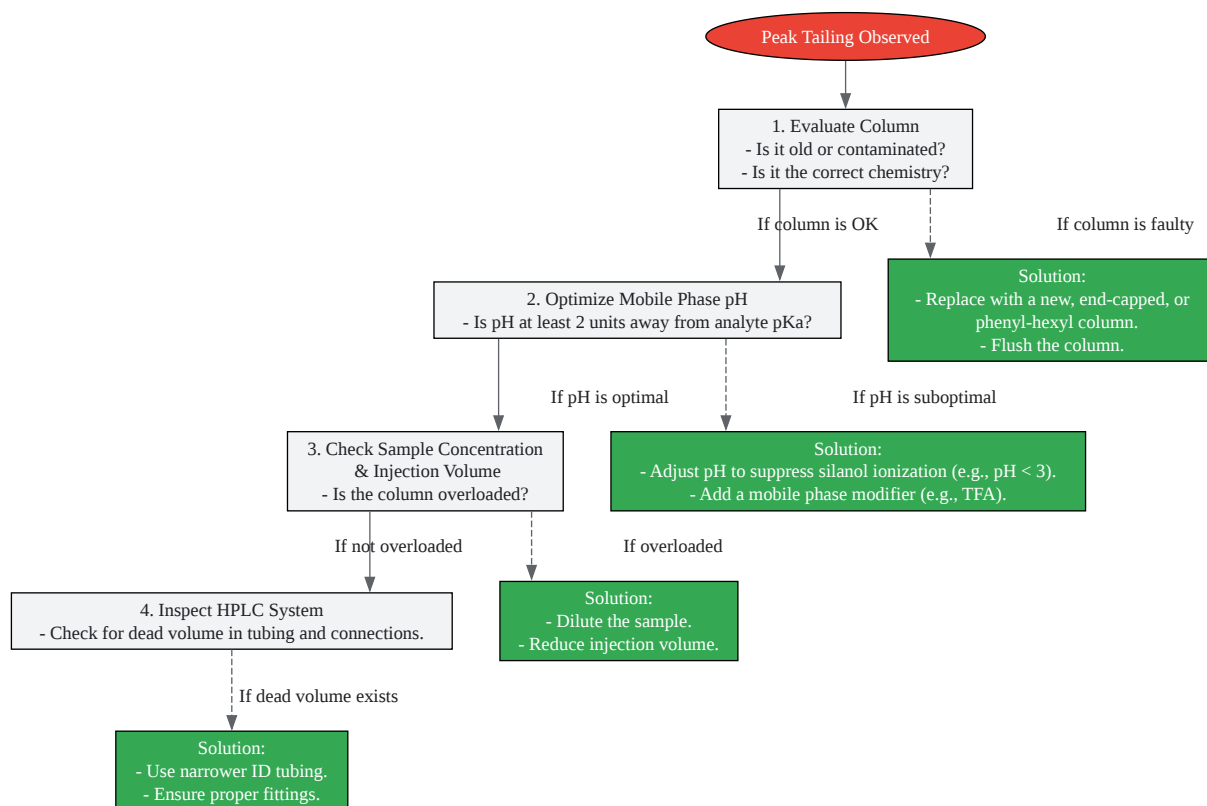 Peak Tailing Observed
1. Evaluate Column
- Is it old or contaminated?
- Is it the correct chemistry?
If column is OK
If column is faulty
Solution:
- Replace with a new, end-capped, or
phenyl-hexyl column.
- Flush the column.
2. Optimize Mobile Phase pH
- Is pH at least 2 units away from analyte pKa?
If pH is optimal
If pH is suboptimal
Solution:
- Adjust pH to suppress silanol ionization (e.g., pH < 3).
- Add a mobile phase modifier (e.g., TFA).
3. Check Sample Concentration
& Injection Volume
- Is the column overloaded?
If not overloaded
If overloaded
Solution:
- Dilute the sample.
- Reduce injection volume.
4. Inspect HPLC System
- Check for dead volume in tubing and connections.
If dead volume exists
Solution:
- Use narrower ID tubing.
- Ensure proper fittings.